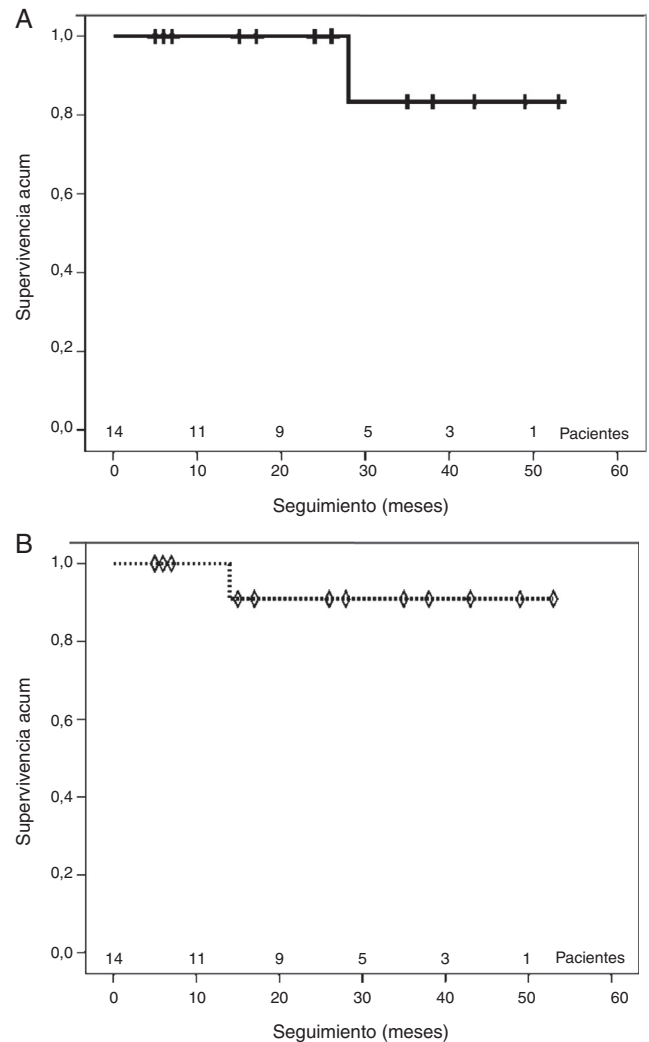 A
Supervivencia acum
1,0
0,8
0,6
0,4
0,2
0,0
14 11 9 5 3 1 Pacientes
0 10 20 30 40 50 60
Seguimiento (meses)
B
Supervivencia acum
1,0
0,8
0,6
0,4
0,2
0,0
14 11 9 5 3 1 Pacientes
0 10 20 30 40 50 60
Seguimiento (meses)